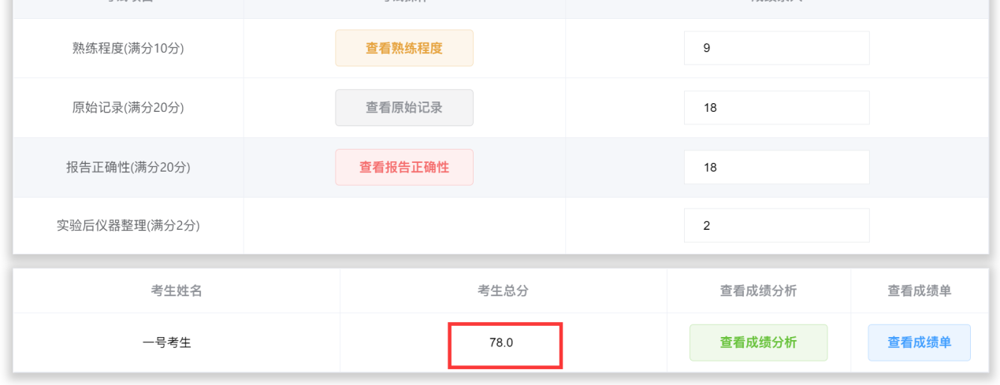 熟练程度(满分10分) 查看熟练程度 9
原始记录(满分20分) 查看原始记录 18
报告正确性(满分20分) 查看报告正确性 18
实验后仪器整理(满分2分) 2
考生姓名 考生总分 查看成绩分析 查看成绩单
一号考生 78.0 查看成绩分析 查看成绩单